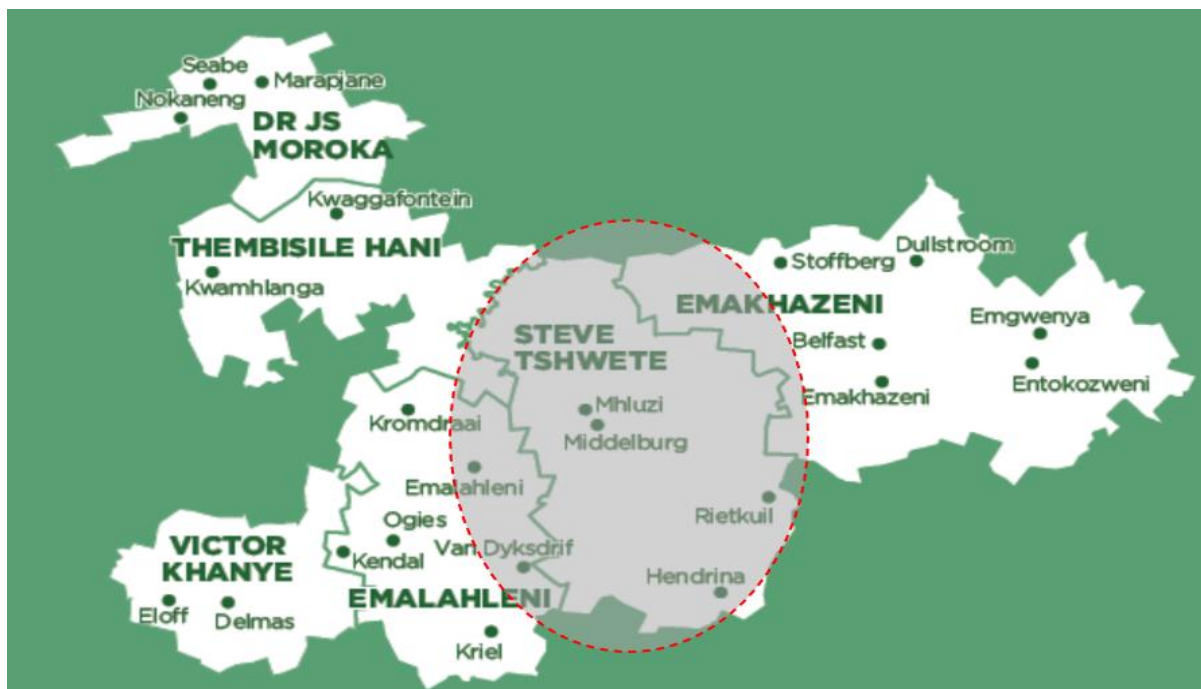 Seabe
Marapjane
Nokaneng
DR JS
MOROKA
Kwaggafontein
THEMBISILE HANI
Kwamhlanga
Dullstroom
Stoffberg
EMAKHAZENI
Emgwenya
STEVE
TSHWETE
Belfast
Entokozweni
Emakhazeni
Mhluzi
Kromdraai
Middelburg
Emalahleni
Rietkuil
Ogies
VICTOR
KHANYE
Van Dyksdrif
Kendal
Hendrina
EMALAHLENI
Eloff
Delmas
Kriel